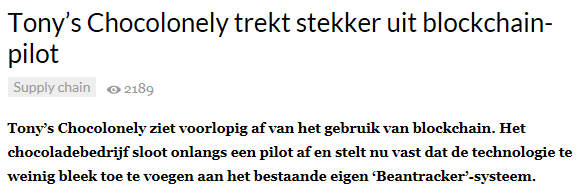 Tony’s Chocolonely trekt stekker uit blockchain-
pilot
Supply chain 2189
Tony’s Chocolonely ziet voorlopig af van het gebruik van blockchain. Het
chocoladebedrijf sloot onlangs een pilot af en stelt nu vast dat de technologie te
weinig bleek toe te voegen aan het bestaande eigen ‘Beantracker’-systeem.